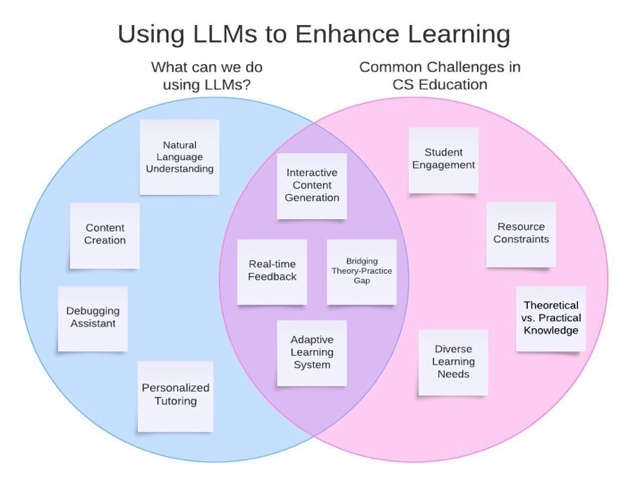 Using LLMs to Enhance Learning
What can we do
using LLMs?
Common Challenges in
CS Education
Natural
Language
Understanding
Content
Creation
Debugging
Assistant
Personalized
Tutoring
Interactive
Content
Generation
Real-time
Feedback
Bridging
Theory-Practice
Gap
Adaptive
Learning
System
Student
Engagement
Resource
Constraints
Theoretical
vs. Practical
Knowledge
Diverse
Learning
Needs